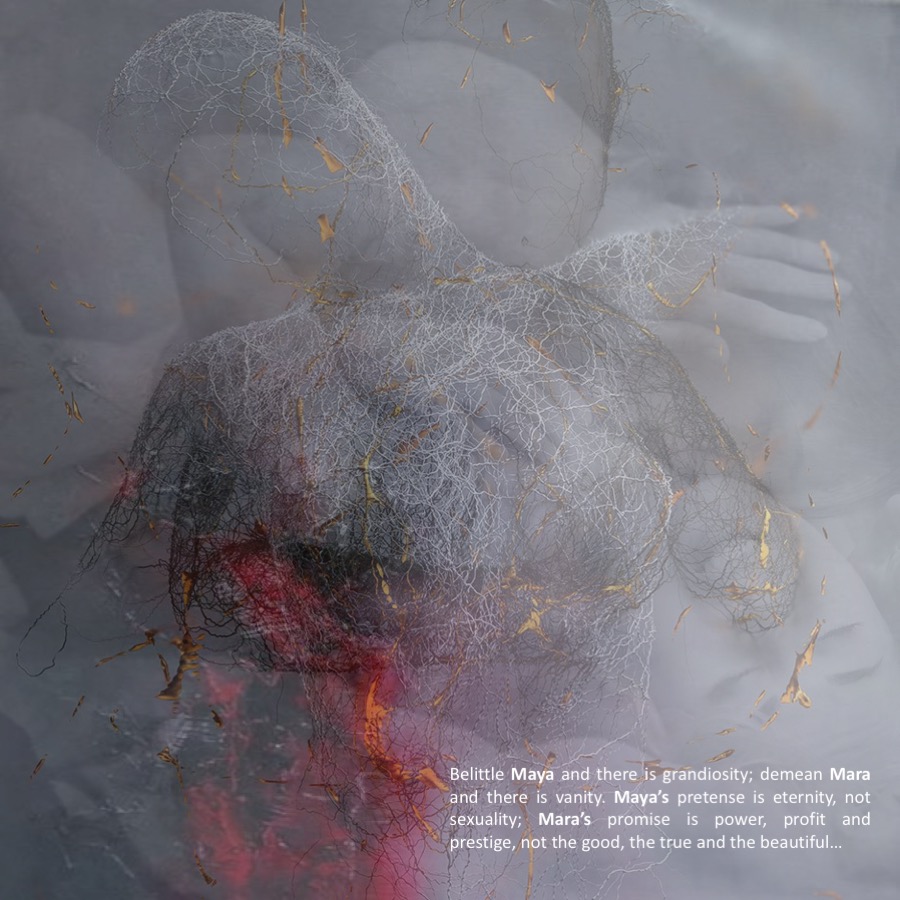 Belittle Maya and there is grandiosity; demean Mara
and there is vanity. Maya’s pretense is eternity, not
sexuality; Mara’s promise is power, profit and
prestige, not the good, the true and the beautiful…